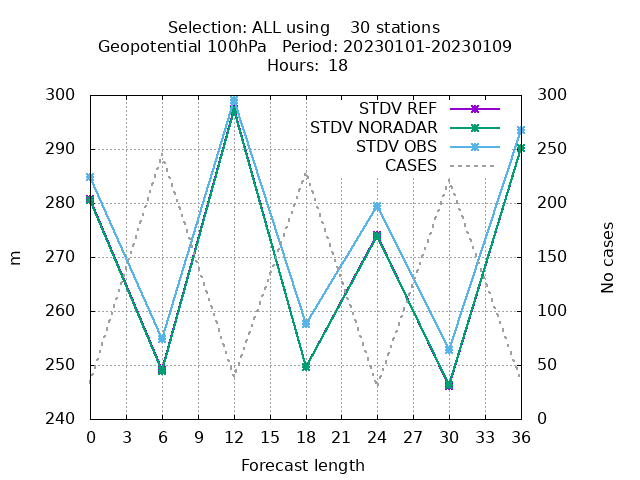 Selection: ALL using    30 stations
Geopotential 100hPa   Period: 20230101-20230109
Hours:  18
STDV REF
STDV NORADAR
STDV OBS
CASES
300
290
280
270
260
250
240
m
300
250
200
150
100
50
0
No cases
0 3 6 9 12 15 18 21 24 27 30 33 36
Forecast length